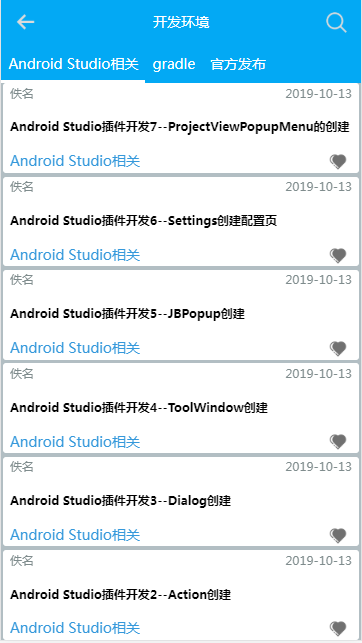 开发环境
Android Studio相关 gradle 官方发布
佚名 2019-10-13
Android Studio插件开发7--ProjectViewPopupMenu的创建
Android Studio相关
佚名 2019-10-13
Android Studio插件开发6--Settings创建配置页
Android Studio相关
佚名 2019-10-13
Android Studio插件开发5--JBPopup创建
Android Studio相关
佚名 2019-10-13
Android Studio插件开发4--ToolWindow创建
Android Studio相关
佚名 2019-10-13
Android Studio插件开发3--Dialog创建
Android Studio相关
佚名 2019-10-13
Android Studio插件开发2--Action创建
Android Studio相关